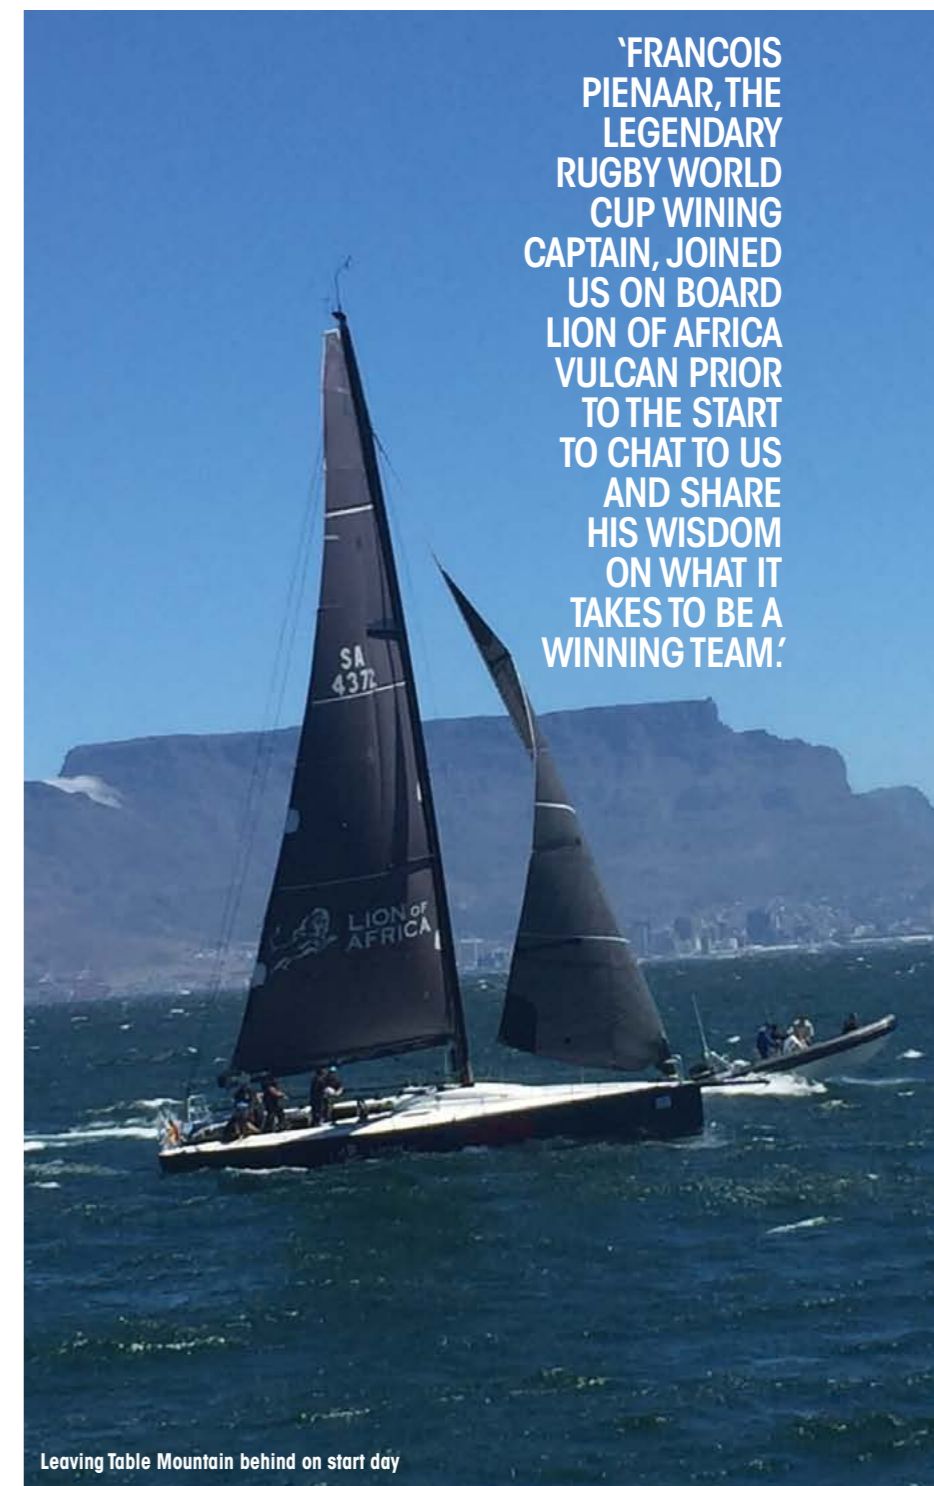 ‘FRANCOIS
PIENAAR, THE
LEGENDARY
RUGBY WORLD
CUP WINING
CAPTAIN, JOINED
US ON BOARD
LION OF AFRICA
VULCAN PRIOR
TO THE START
TO CHAT TO US
AND SHARE
HIS WISDOM
ON WHAT IT
TAKES TO BE A
WINNING TEAM.’
SA
4372
LION OF
AFRICA
Leaving Table Mountain behind on start day